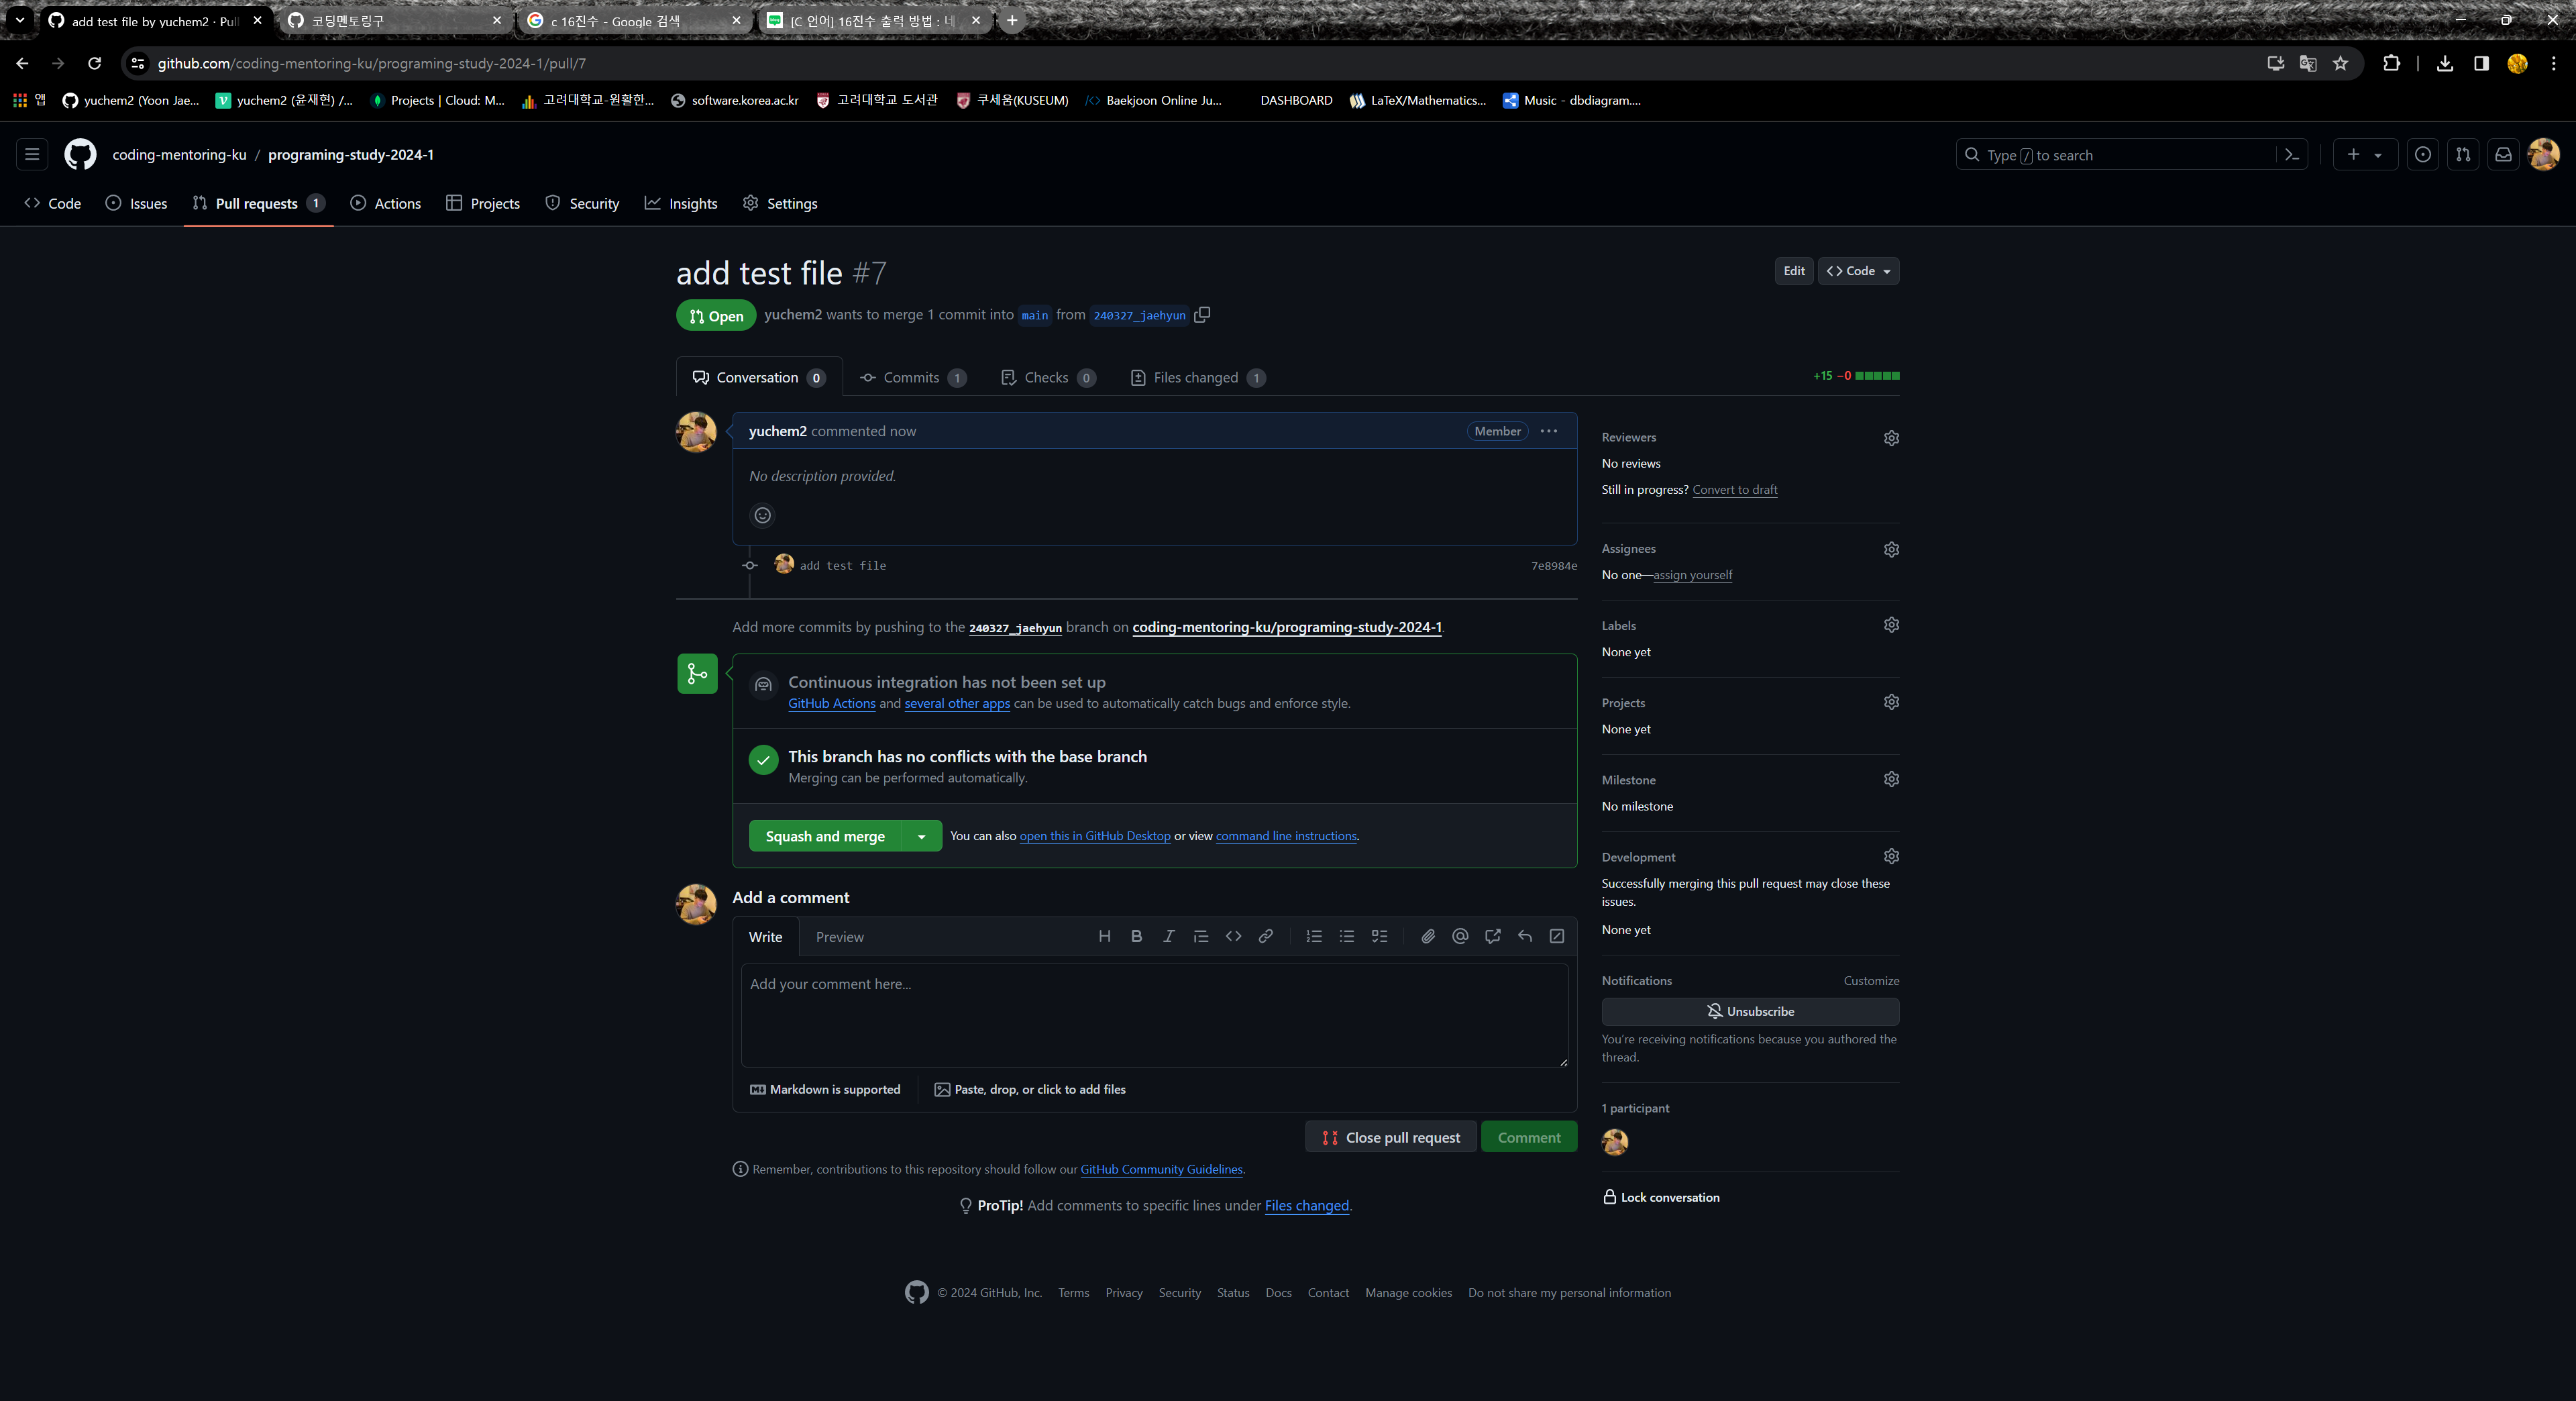 add test file by yuchem2 · Pull
코딩멘토링구
c 16진수 - Google 검색
[C 언어] 16진수 출력 방법 : 네
github.com/coding-mentoring-ku/programing-study-2024-1/pull/7
앱
yuchem2 (Yoon Jae...
yuchem2 (윤재현) /...
Projects | Cloud: M...
고려대학교-원활한...
software.korea.ac.kr
고려대학교 도서관
쿠세움(KUSEUM)
Baekjoon Online Ju...
DASHBOARD
LaTeX/Mathematics...
Music - dbdiagram....
coding-mentoring-ku / programing-study-2024-1
Type / to search
Code
Issues
Pull requests 1
Actions
Projects
Security
Insights
Settings
add test file #7
Edit
Code
Open
yuchem2 wants to merge 1 commit into main from 240327_jaehyun
Conversation 0
Commits 1
Checks 0
Files changed 1
+15 −0
yuchem2 commented now
Member
No description provided.
add test file
7e8984e
Add more commits by pushing to the 240327_jaehyun branch on coding-mentoring-ku/programing-study-2024-1.
Continuous integration has not been set up
GitHub Actions and several other apps can be used to automatically catch bugs and enforce style.
This branch has no conflicts with the base branch
Merging can be performed automatically.
Squash and merge
You can also open this in GitHub Desktop or view command line instructions.
Add a comment
Write
Preview
Add your comment here...
Markdown is supported
Paste, drop, or click to add files
Close pull request
Comment
Remember, contributions to this repository should follow our GitHub Community Guidelines.
ProTip! Add comments to specific lines under Files changed.
Reviewers
No reviews
Still in progress? Convert to draft
Assignees
No one—assign yourself
Labels
None yet
Projects
None yet
Milestone
No milestone
Development
Successfully merging this pull request may close these
issues.
None yet
Notifications
Customize
Unsubscribe
You're receiving notifications because you authored the
thread.
1 participant
Lock conversation
© 2024 GitHub, Inc.
Terms
Privacy
Security
Status
Docs
Contact
Manage cookies
Do not share my personal information